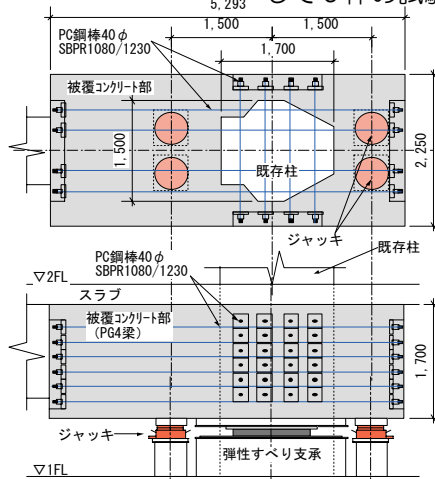 5,293
1,500
1,500
1,700
PC鋼棒40φ
SBPR1080/1230
被覆コンクリート部
1,500
既存柱
2,250
ジャッキ
既存柱
PC鋼棒40φ
SBPR1080/1230
▽2FL
スラブ
被覆コンクリート部
(PG4梁)
1,700
ジャッキ
弾性すべり支承
▽1FL